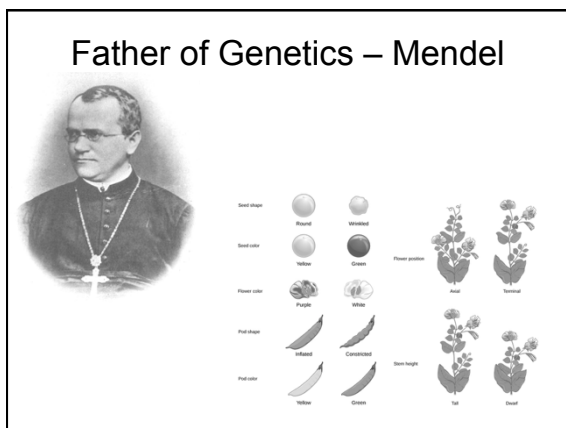 Father of Genetics – Mendel
Seed shape
Round
Wrinkled
Seed color
Yellow
Green
Flower color
Purple
White
Pod shape
Inflated
Constricted
Pod color
Yellow
Green
Flower position
Axial
Terminal
Stem height
Tall
Dwarf